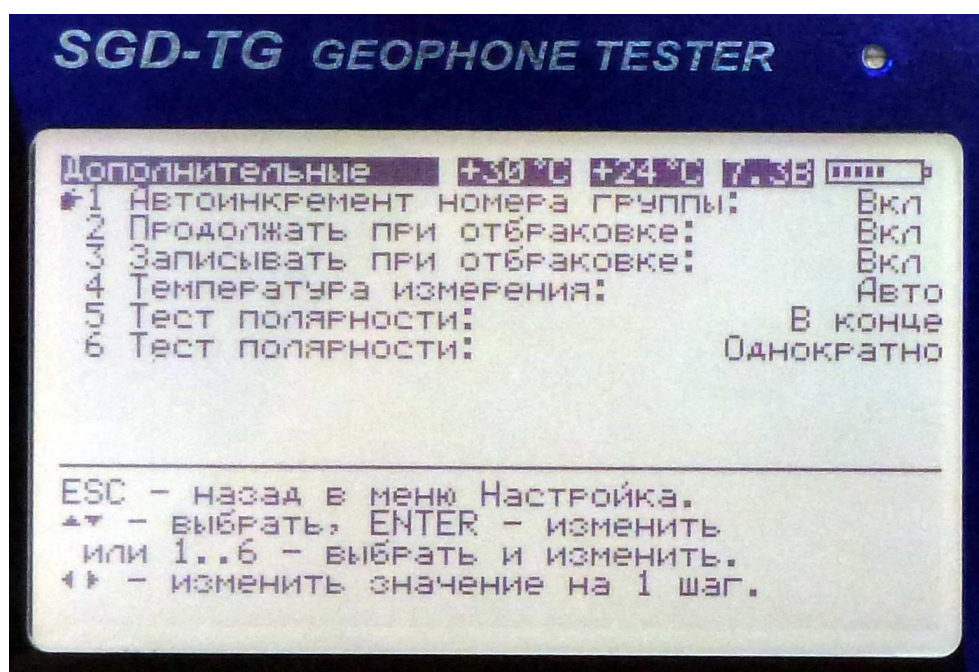 SGD-TG GEOPHONE TESTER
Дополнительные +30°C +24°C 7.3В
1 Автоинкремент номера группы: Вкл
2 Продолжать при отбраковке: Вкл
3 Записывать при отбраковке: Вкл
4 Температура измерения: Авто
5 Тест полярности: В конце
6 Тест полярности: Однократно
ESC - назад в меню Настройка.
▲▼ - выбрать, ENTER - изменить
или 1..6 - выбрать и изменить.
◀▶ - изменить значение на 1 шаг.